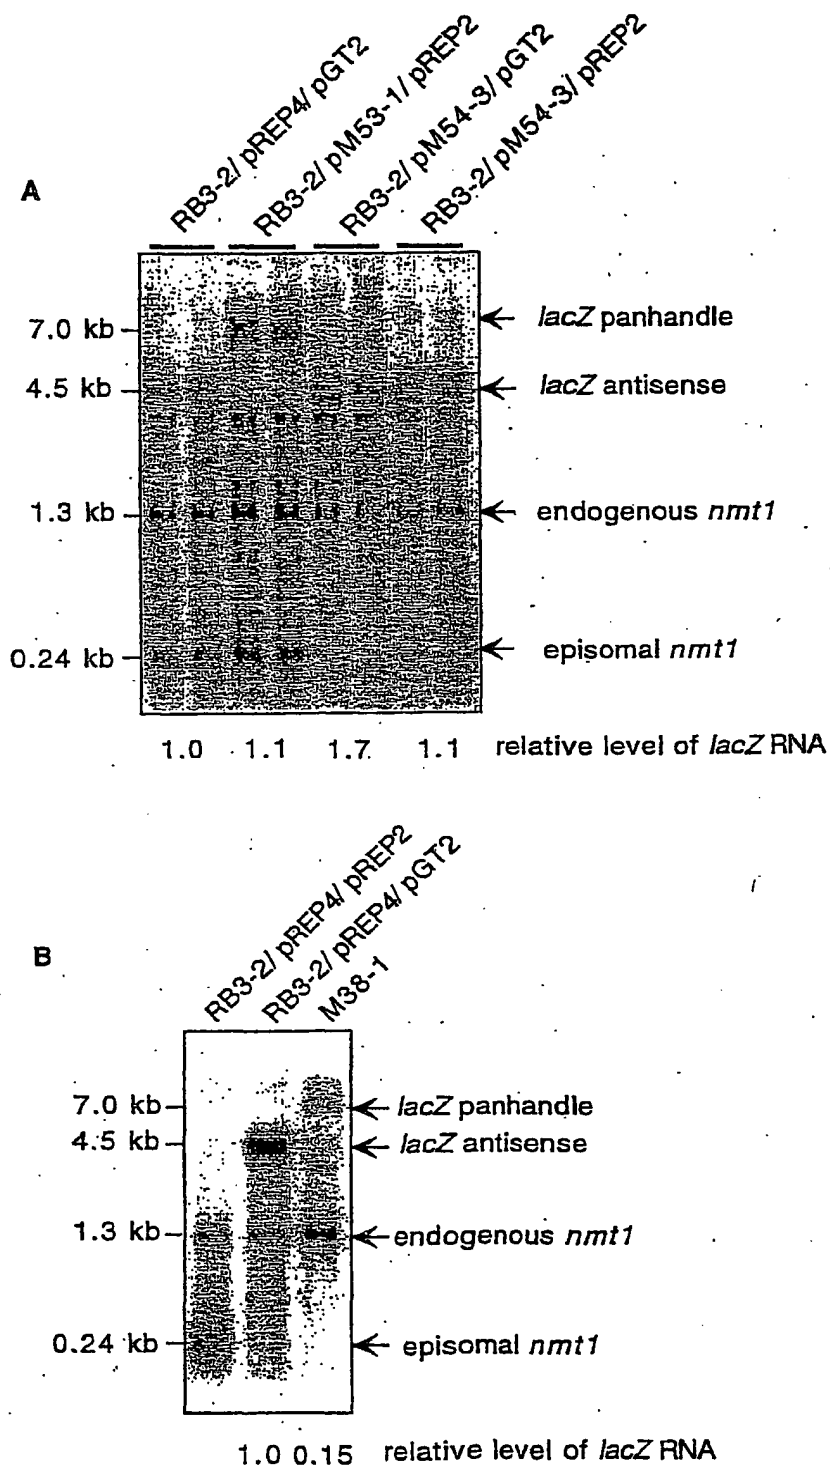 A
RB3-2/ pREP4/ pGT2
RB3-2/ pM53-1/ pREP2
RB3-2/ pM54-3/ pGT2
RB3-2/ pM54-3/ pREP2
7.0 kb
lacZ panhandle
4.5 kb
lacZ antisense
1.3 kb
endogenous nmt1
0.24 kb
episomal nmt1
1.0 1.1 1.7 1.1 relative level of lacZ RNA
B
RB3-2/ pREP4/ pREP2
RB3-2/ pREP4/ pGT2
M38-1
7.0 kb
lacZ panhandle
4.5 kb
lacZ antisense
1.3 kb
endogenous nmt1
0.24 kb
episomal nmt1
1.0 0.15 relative level of lacZ RNA